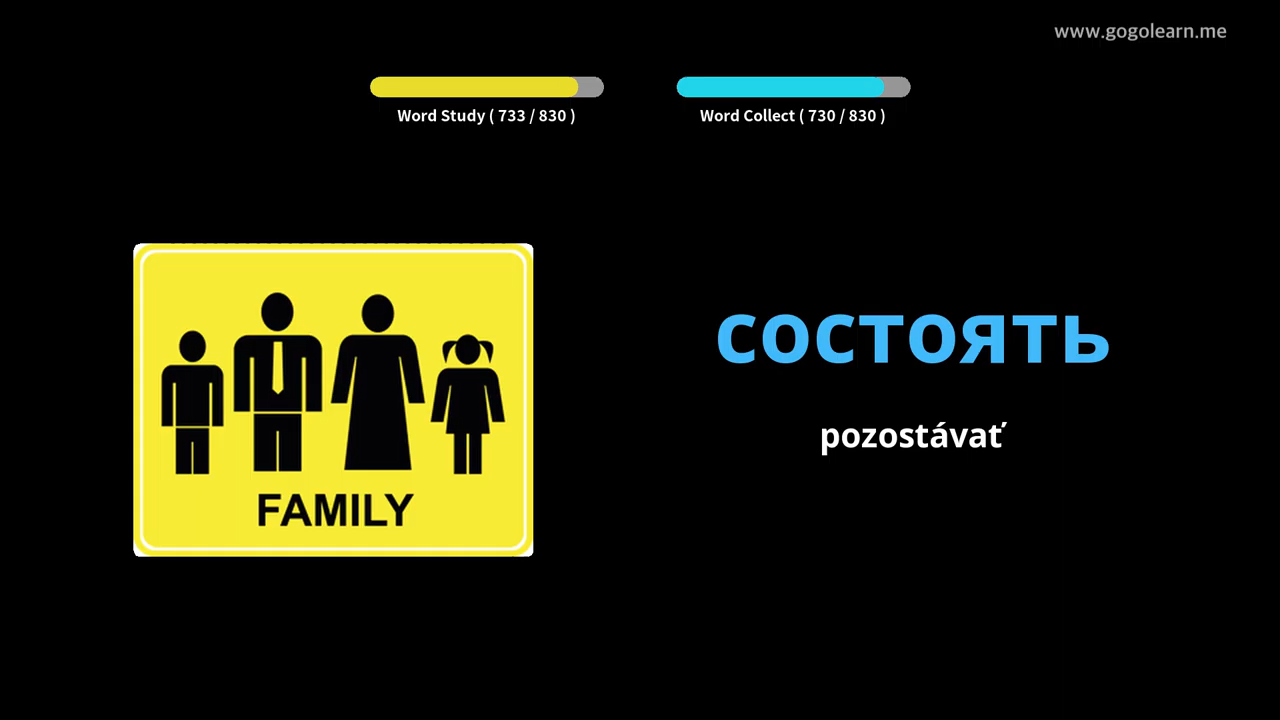 www.gogolearn.me
Word Study ( 733 / 830 )
Word Collect ( 730 / 830 )
состоять
pozostávať
FAMILY